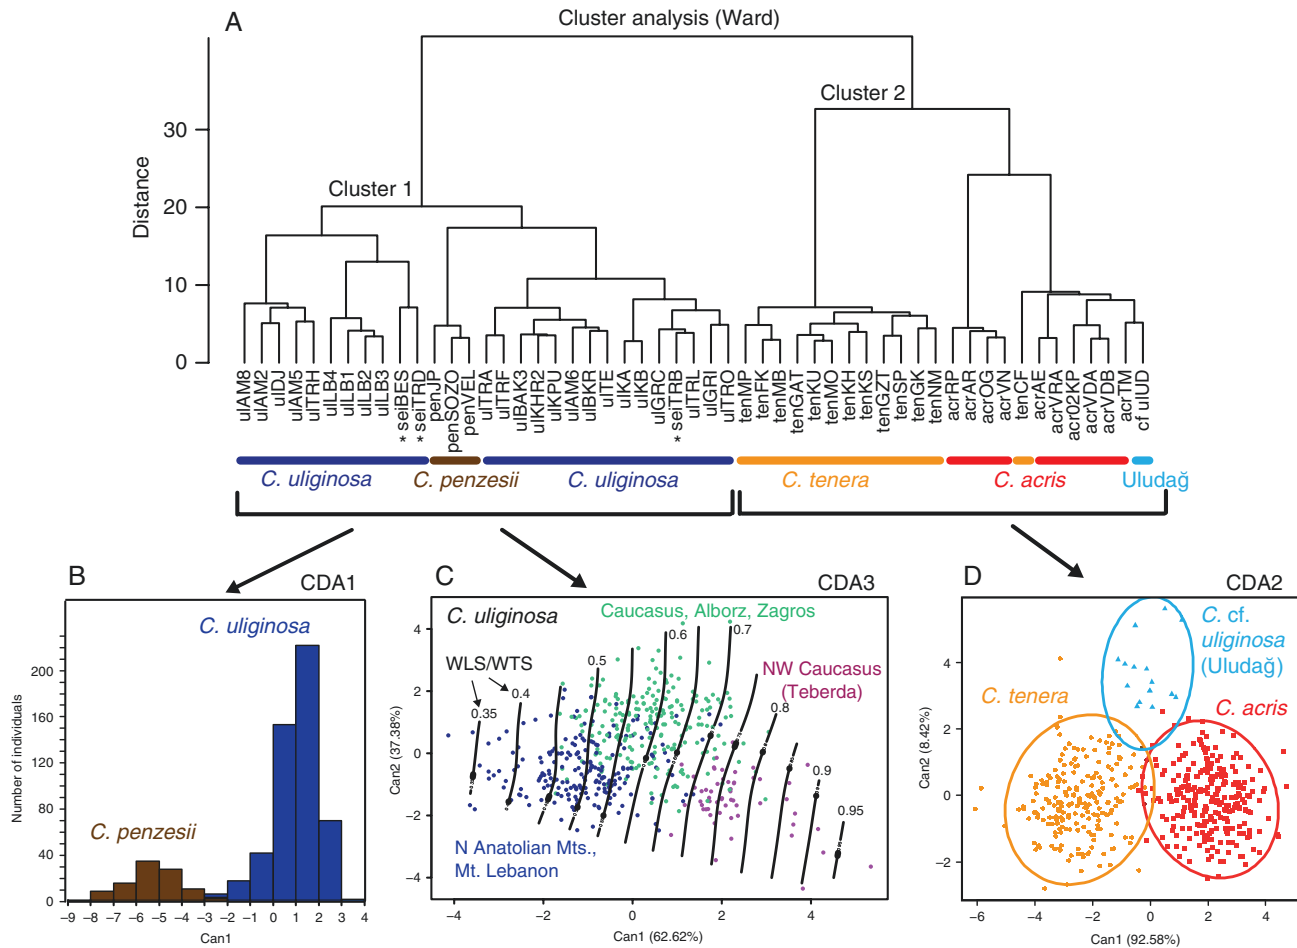 A
Cluster analysis (Ward)
Cluster 2
Cluster 1
Distance
30
20
10
0
ulAM8
ulAM2
ulDJ
ulAM5
ulTRH
ulLB4
ulLB1
ulLB2
ulLB3
* seiBES
* seiTRD
penJP
penSOZO
penVEL
ulTRA
ulTRF
ulBAK3
ulKHR2
ulKPU
ulAM6
ulBKR
ulTE
ulKA
ulKB
ulGRC
* seiTRB
ulTRL
ulGRI
ulTRO
tenMP
tenFK
tenMB
tenGAT
tenKU
tenMO
tenKH
tenKS
tenGZT
tenSP
tenGK
tenNM
acrRP
acrAR
acrOG
acrVN
tenCF
acrAE
acrVRA
acr02KP
acrVDA
acrVDB
acrTM
cf ulUD
C. uliginosa
C. penzesii
C. uliginosa
C. tenera
C. acris
Uludağ
B
CDA1
C. uliginosa
C. penzesii
Number of individuals
200
160
120
80
40
0
−9 −8 −7 −6 −5 −4 −3 −2 −1 0 1 2 3 4
Can1
C
CDA3
C. uliginosa
Caucasus, Alborz, Zagros
WLS/WTS
NW Caucasus
(Teberda)
N Anatolian Mts.,
Mt. Lebanon
0.35
0.4
0.5
0.6
0.7
0.8
0.9
0.95
Can2 (37.38%)
4
2
0
−2
−4
−4 −2 0 2 4
Can1 (62.62%)
D
CDA2
C. cf.
uliginosa
(Uludağ)
C. tenera
C. acris
Can2 (8.42%)
4
2
0
−2
−6 −4 −2 0 2 4
Can1 (92.58%)